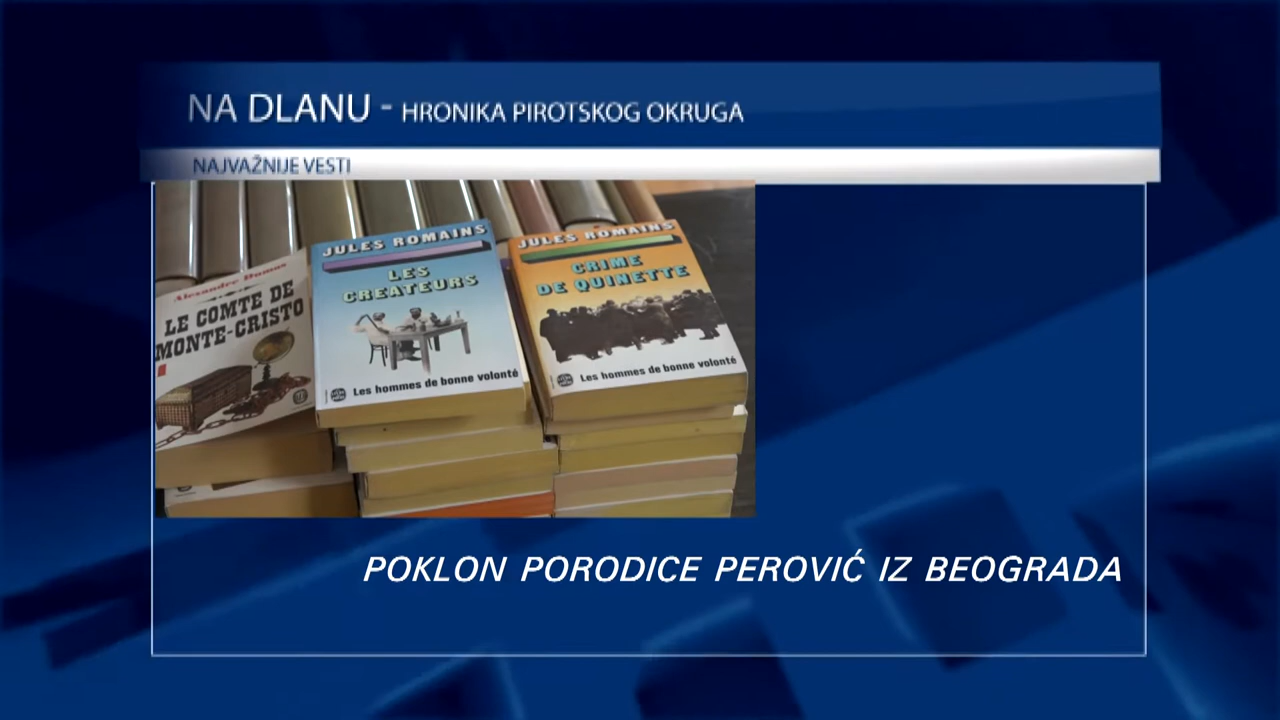 NA DLANU - HRONIKA PIROTSKOG OKRUGA
NAJVAŽNIJE VESTI
Alexandre Dumas
LE COMTE DE
MONTE-CRISTO
JULES ROMAINS
LES
CREATEURS
Les hommes de bonne volonté
JULES ROMAINS
CRIME
DE QUINETTE
Les hommes de bonne volonté
POKLON PORODICE PEROVIĆ IZ BEOGRADA